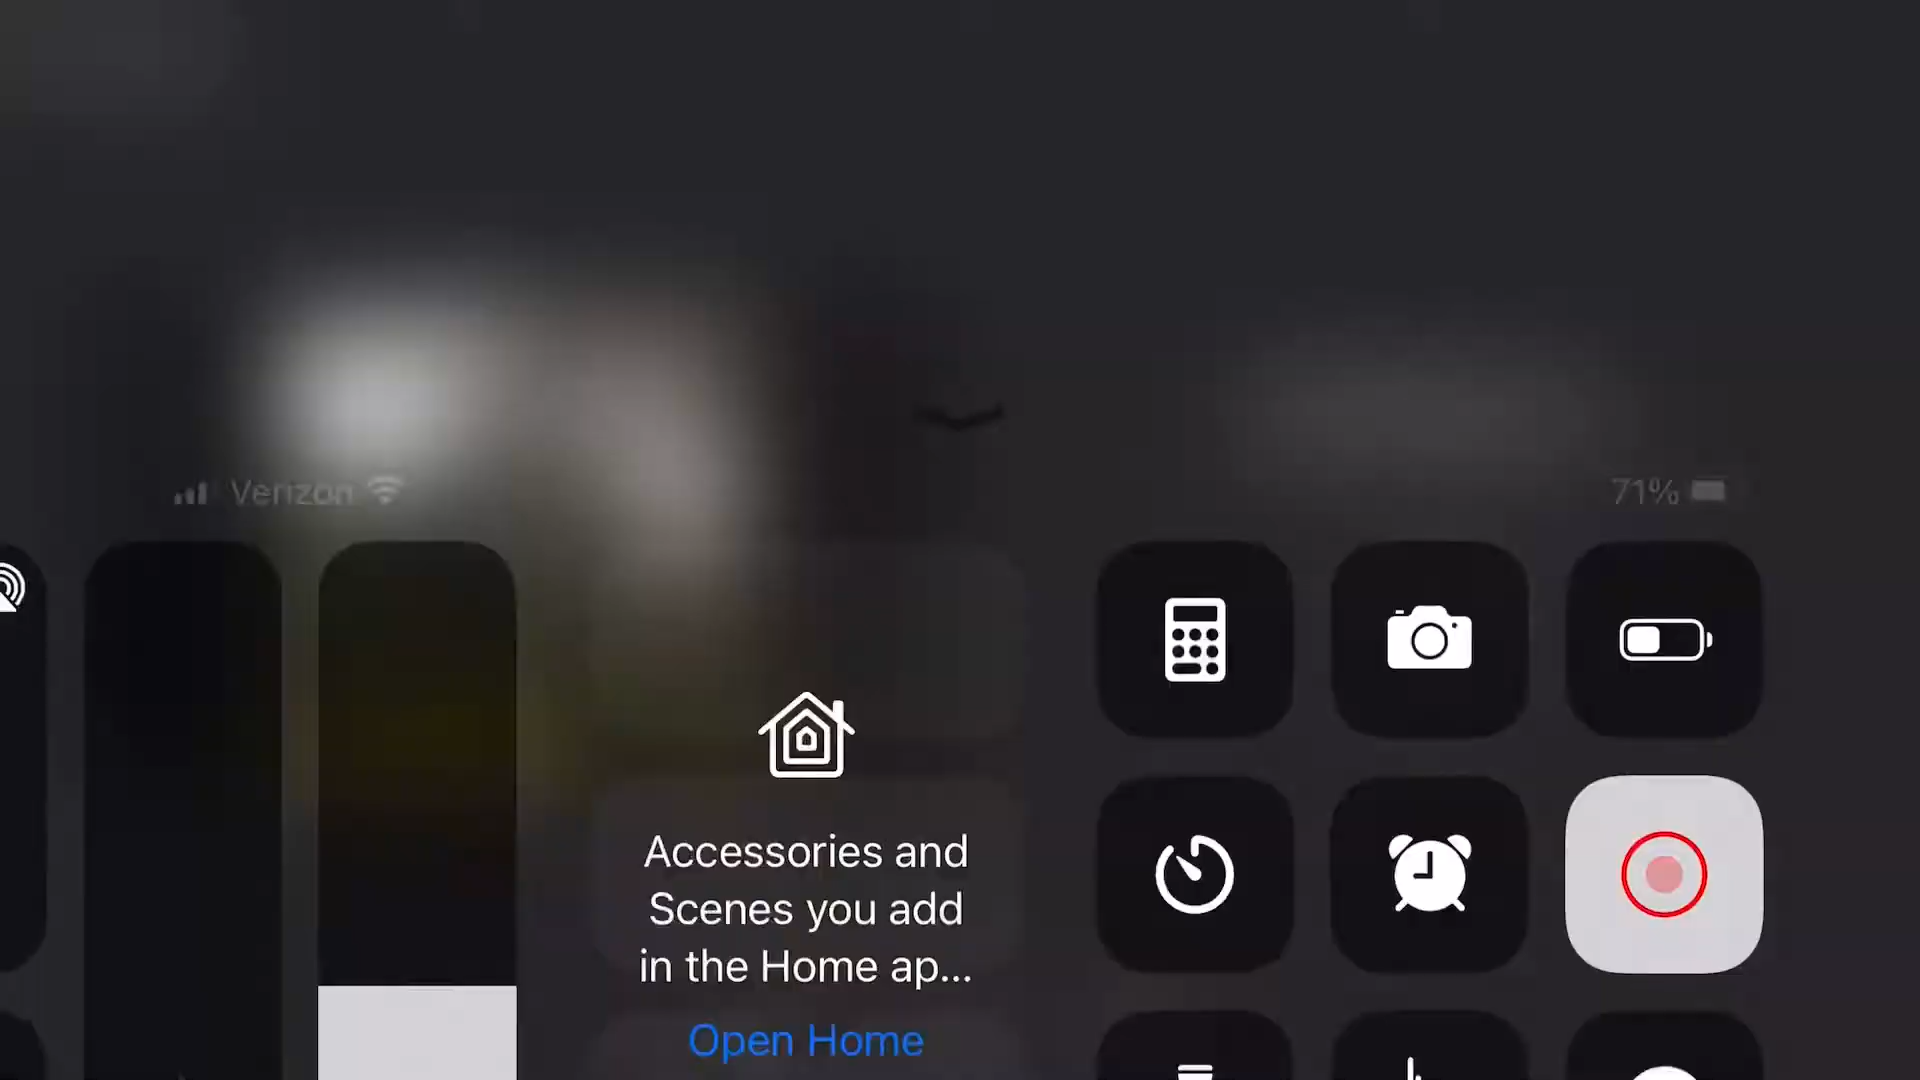 Verizon
71%
Accessories and
Scenes you add
in the Home ap...
Open Home